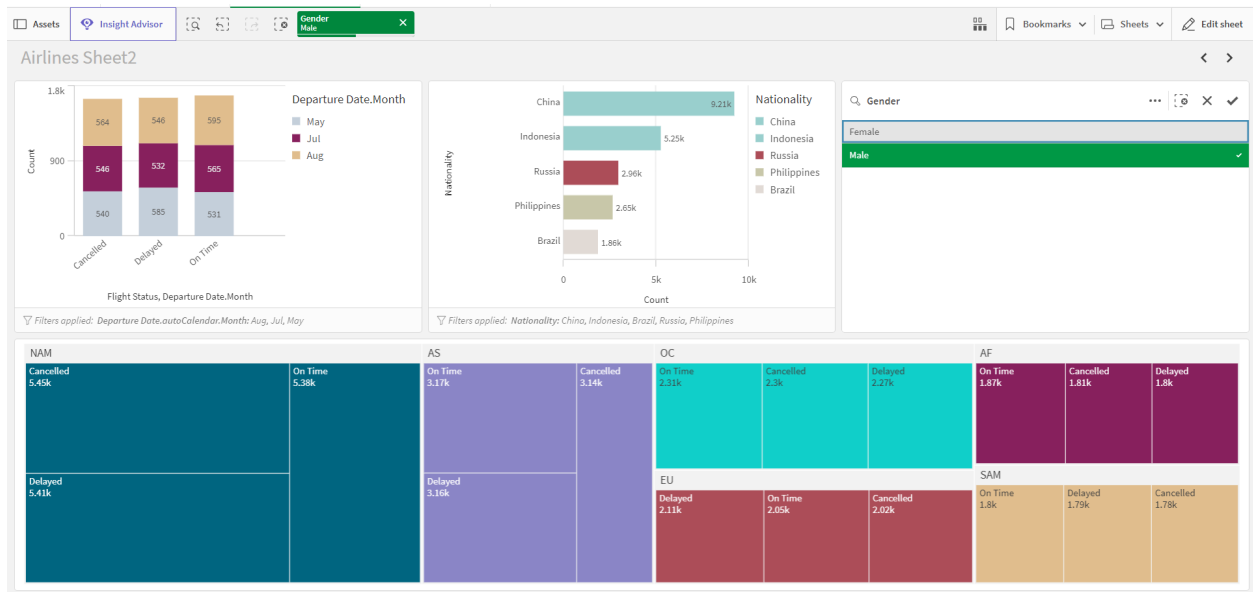 Assets
Insight Advisor
Gender
Male
Bookmarks
Sheets
Edit sheet
Airlines Sheet2
1.8k
900
0
Count
564
546
595
546
532
565
540
585
531
Cancelled
Delayed
On Time
Flight Status, Departure Date.Month
Departure Date.Month
May
Jul
Aug
Filters applied: Departure Date.autoCalendar.Month: Aug, Jul, May
Nationality
China
9.21k
Indonesia
5.25k
Russia
2.96k
Philippines
2.65k
Brazil
1.86k
0
5k
10k
Count
Nationality
China
Indonesia
Russia
Philippines
Brazil
Filters applied: Nationality: China, Indonesia, Brazil, Russia, Philippines
Gender
Female
Male
NAM
Cancelled
5.45k
On Time
5.38k
Delayed
5.41k
AS
On Time
3.17k
Cancelled
3.14k
Delayed
3.16k
OC
On Time
2.31k
Cancelled
2.3k
Delayed
2.27k
EU
Delayed
2.11k
On Time
2.05k
Cancelled
2.02k
AF
On Time
1.87k
Cancelled
1.81k
Delayed
1.8k
SAM
On Time
1.8k
Delayed
1.79k
Cancelled
1.78k